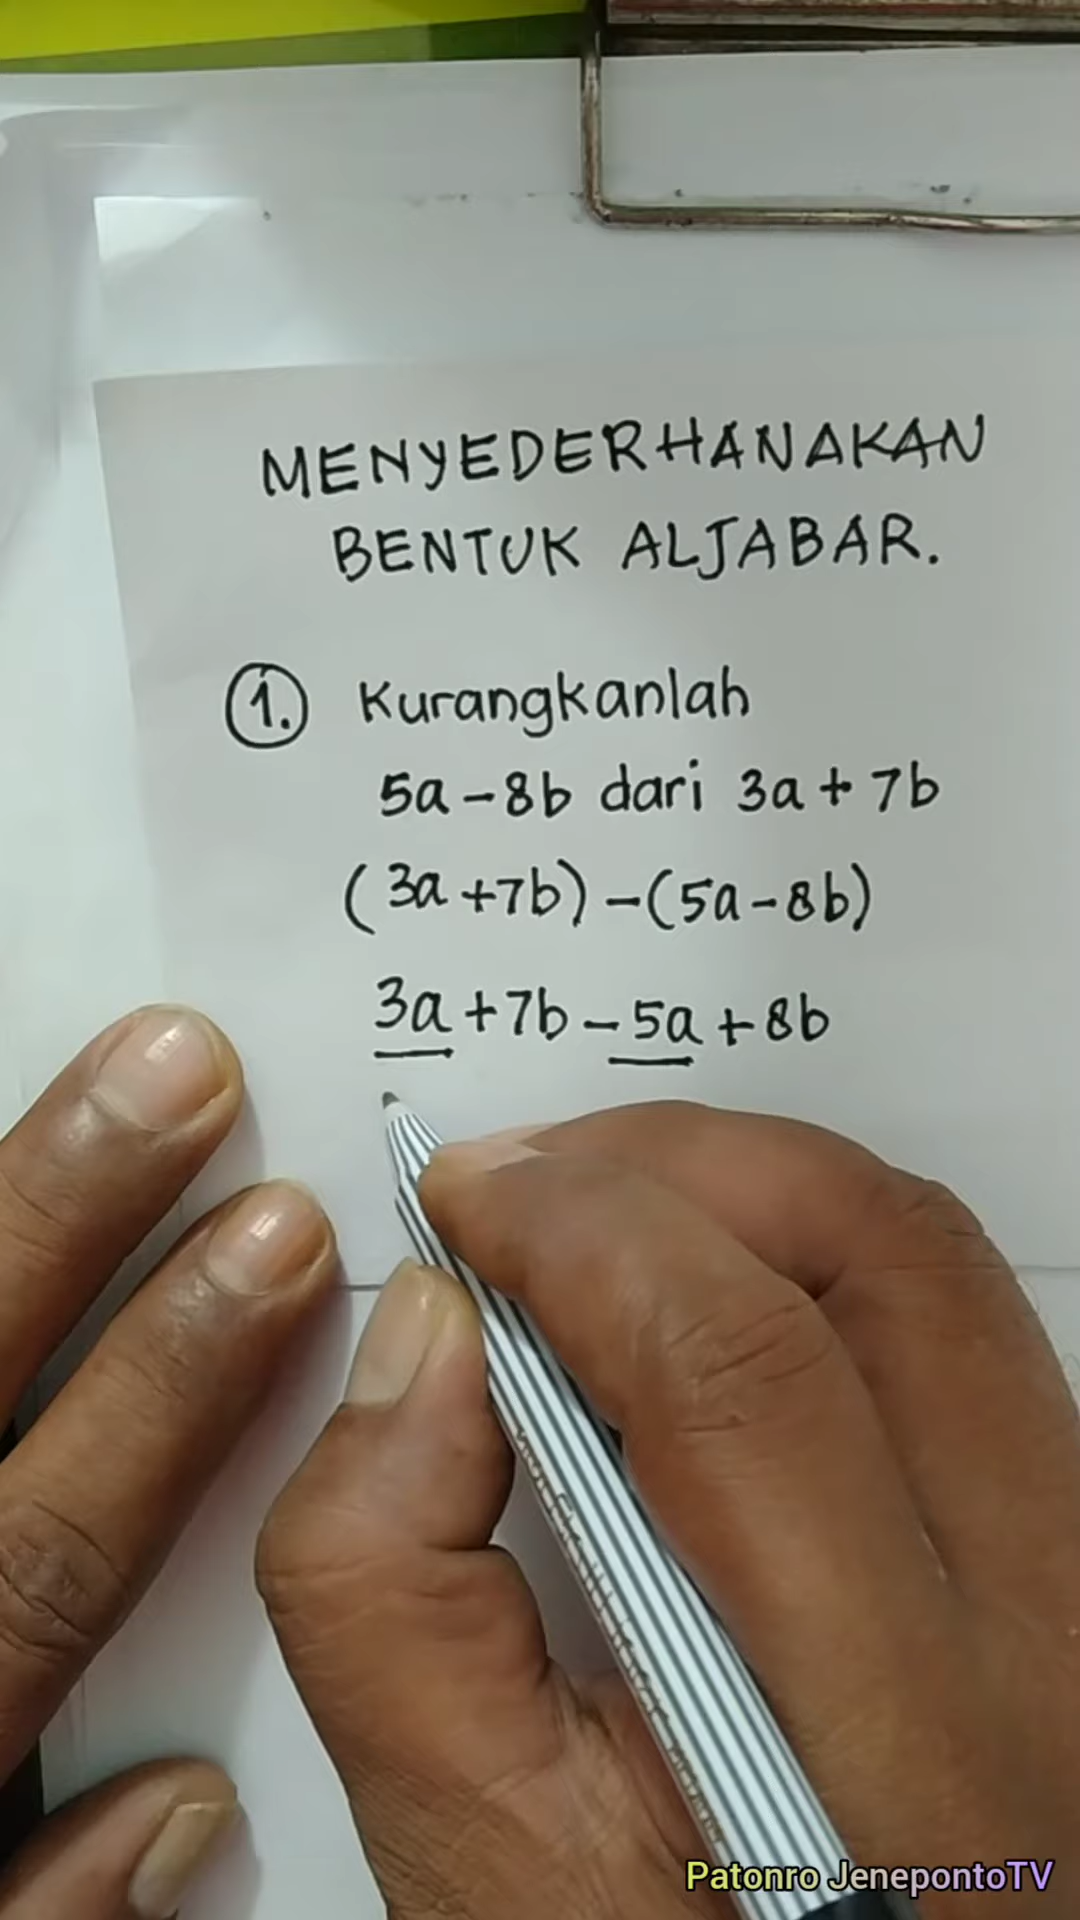 MENYEDERHANAKAN
BENTUK ALJABAR.
1. Kurangkanlah
5a - 8b dari 3a + 7b
(3a + 7b) - (5a - 8b)
3a + 7b - 5a + 8b
Patonro JenepontoTV